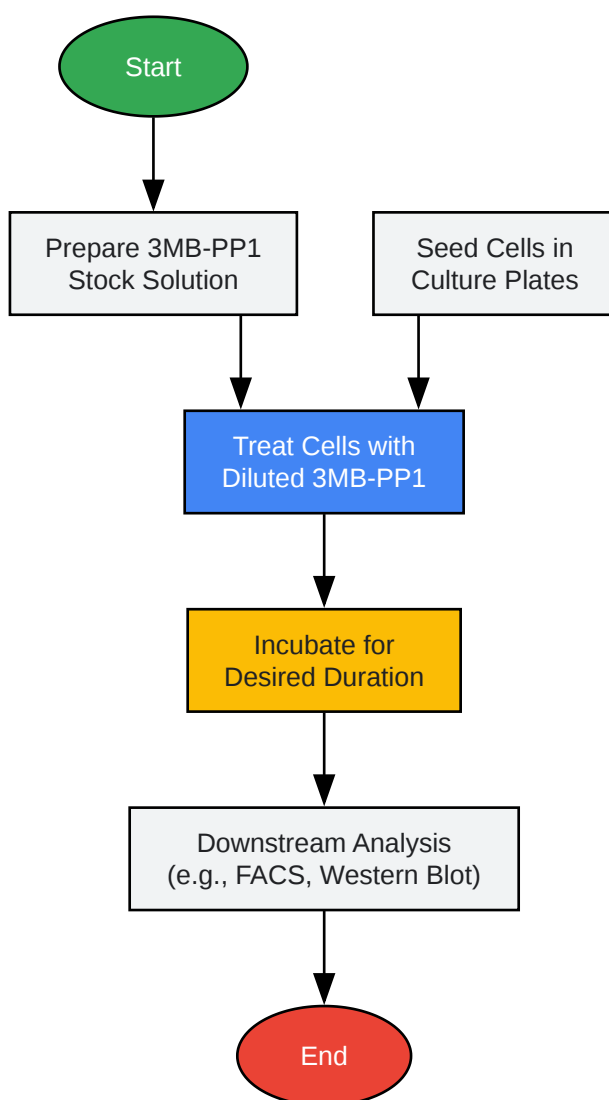 Start
Prepare 3MB-PP1
Stock Solution
Seed Cells in
Culture Plates
Treat Cells with
Diluted 3MB-PP1
Incubate for
Desired Duration
Downstream Analysis
(e.g., FACS, Western Blot)
End